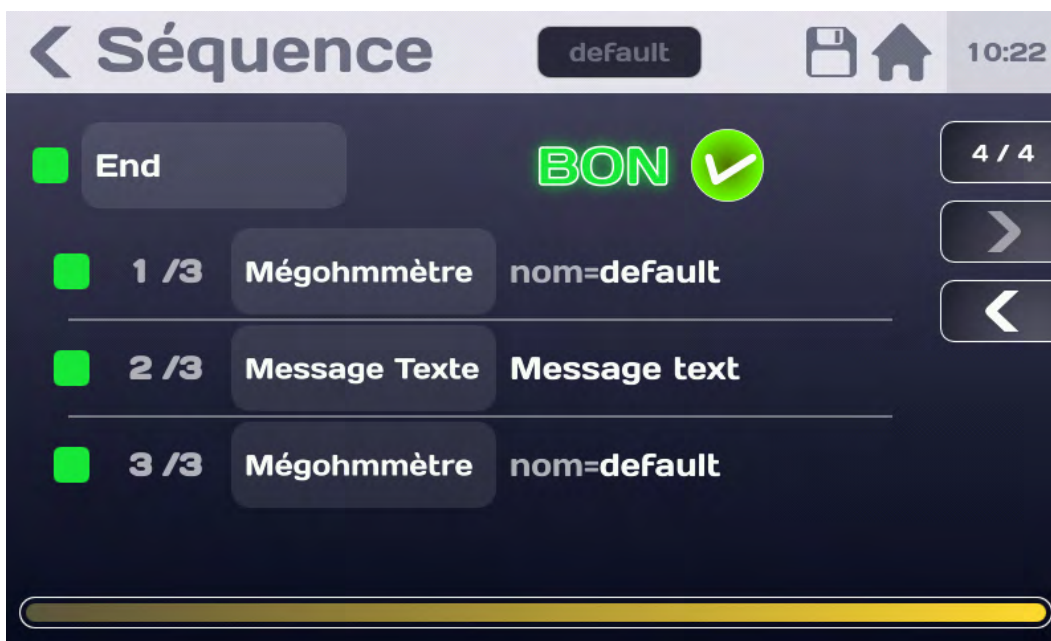 Séquence default 10:22
End BON 4 / 4
1 /3 Mégohmmètre nom=default
2 /3 Message Texte Message text
3 /3 Mégohmmètre nom=default